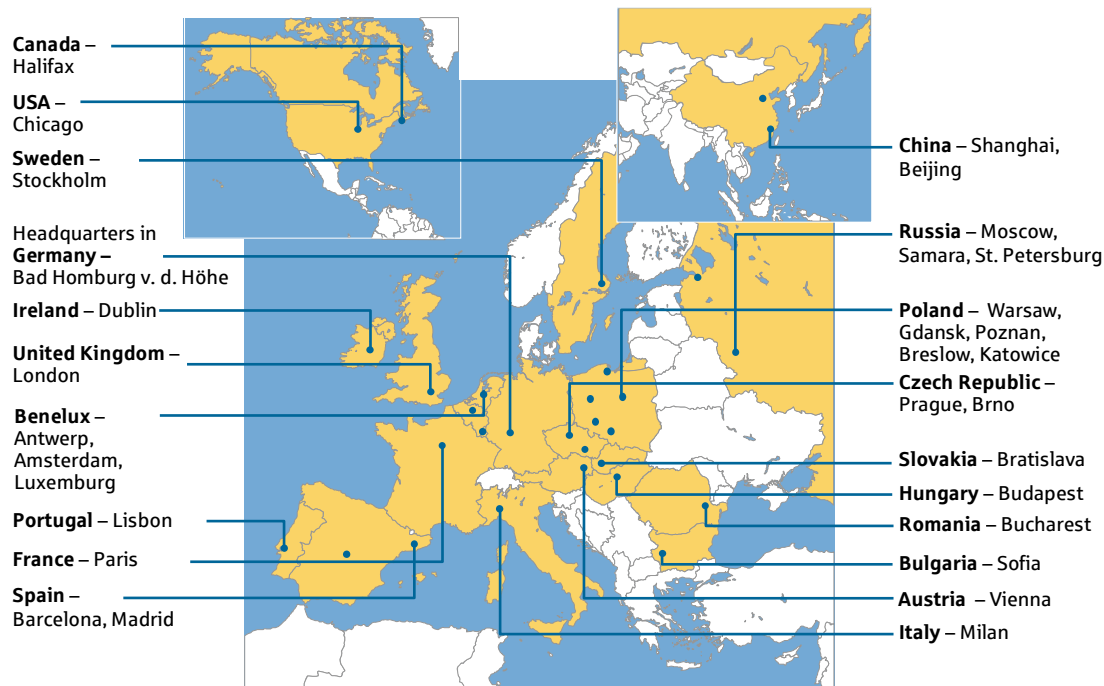 Canada –
Halifax
USA –
Chicago
Sweden –
Stockholm
Headquarters in
Germany –
Bad Homburg v. d. Höhe
Ireland – Dublin
United Kingdom –
London
Benelux –
Antwerp,
Amsterdam,
Luxemburg
Portugal – Lisbon
France – Paris
Spain –
Barcelona, Madrid
China – Shanghai,
Beijing
Russia – Moscow,
Samara, St. Petersburg
Poland – Warsaw,
Gdansk, Poznan,
Breslow, Katowice
Czech Republic –
Prague, Brno
Slovakia – Bratislava
Hungary – Budapest
Romania – Bucharest
Bulgaria – Sofia
Austria – Vienna
Italy – Milan